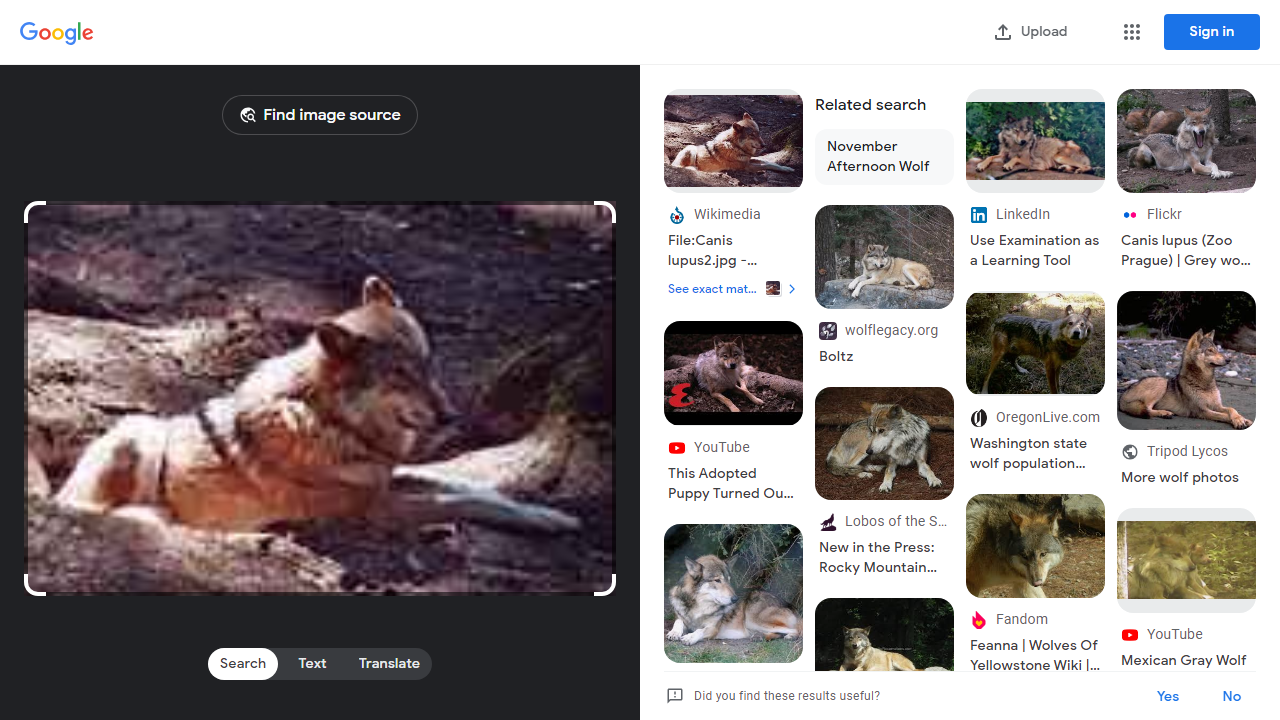 Google
Upload
Sign in
Find image source
Search
Text
Translate
Wikimedia
File:Canis
lupus2.jpg -...
See exact mat...
YouTube
This Adopted
Puppy Turned Ou...
Related search
November
Afternoon Wolf
wolflegacy.org
Boltz
Lobos of the S...
New in the Press:
Rocky Mountain...
LinkedIn
Use Examination as
a Learning Tool
OregonLive.com
Washington state
wolf population...
Fandom
Feanna | Wolves Of
Yellowstone Wiki |...
Flickr
Canis lupus (Zoo
Prague) | Grey wo...
Tripod Lycos
More wolf photos
YouTube
Mexican Gray Wolf
Did you find these results useful?
Yes
No